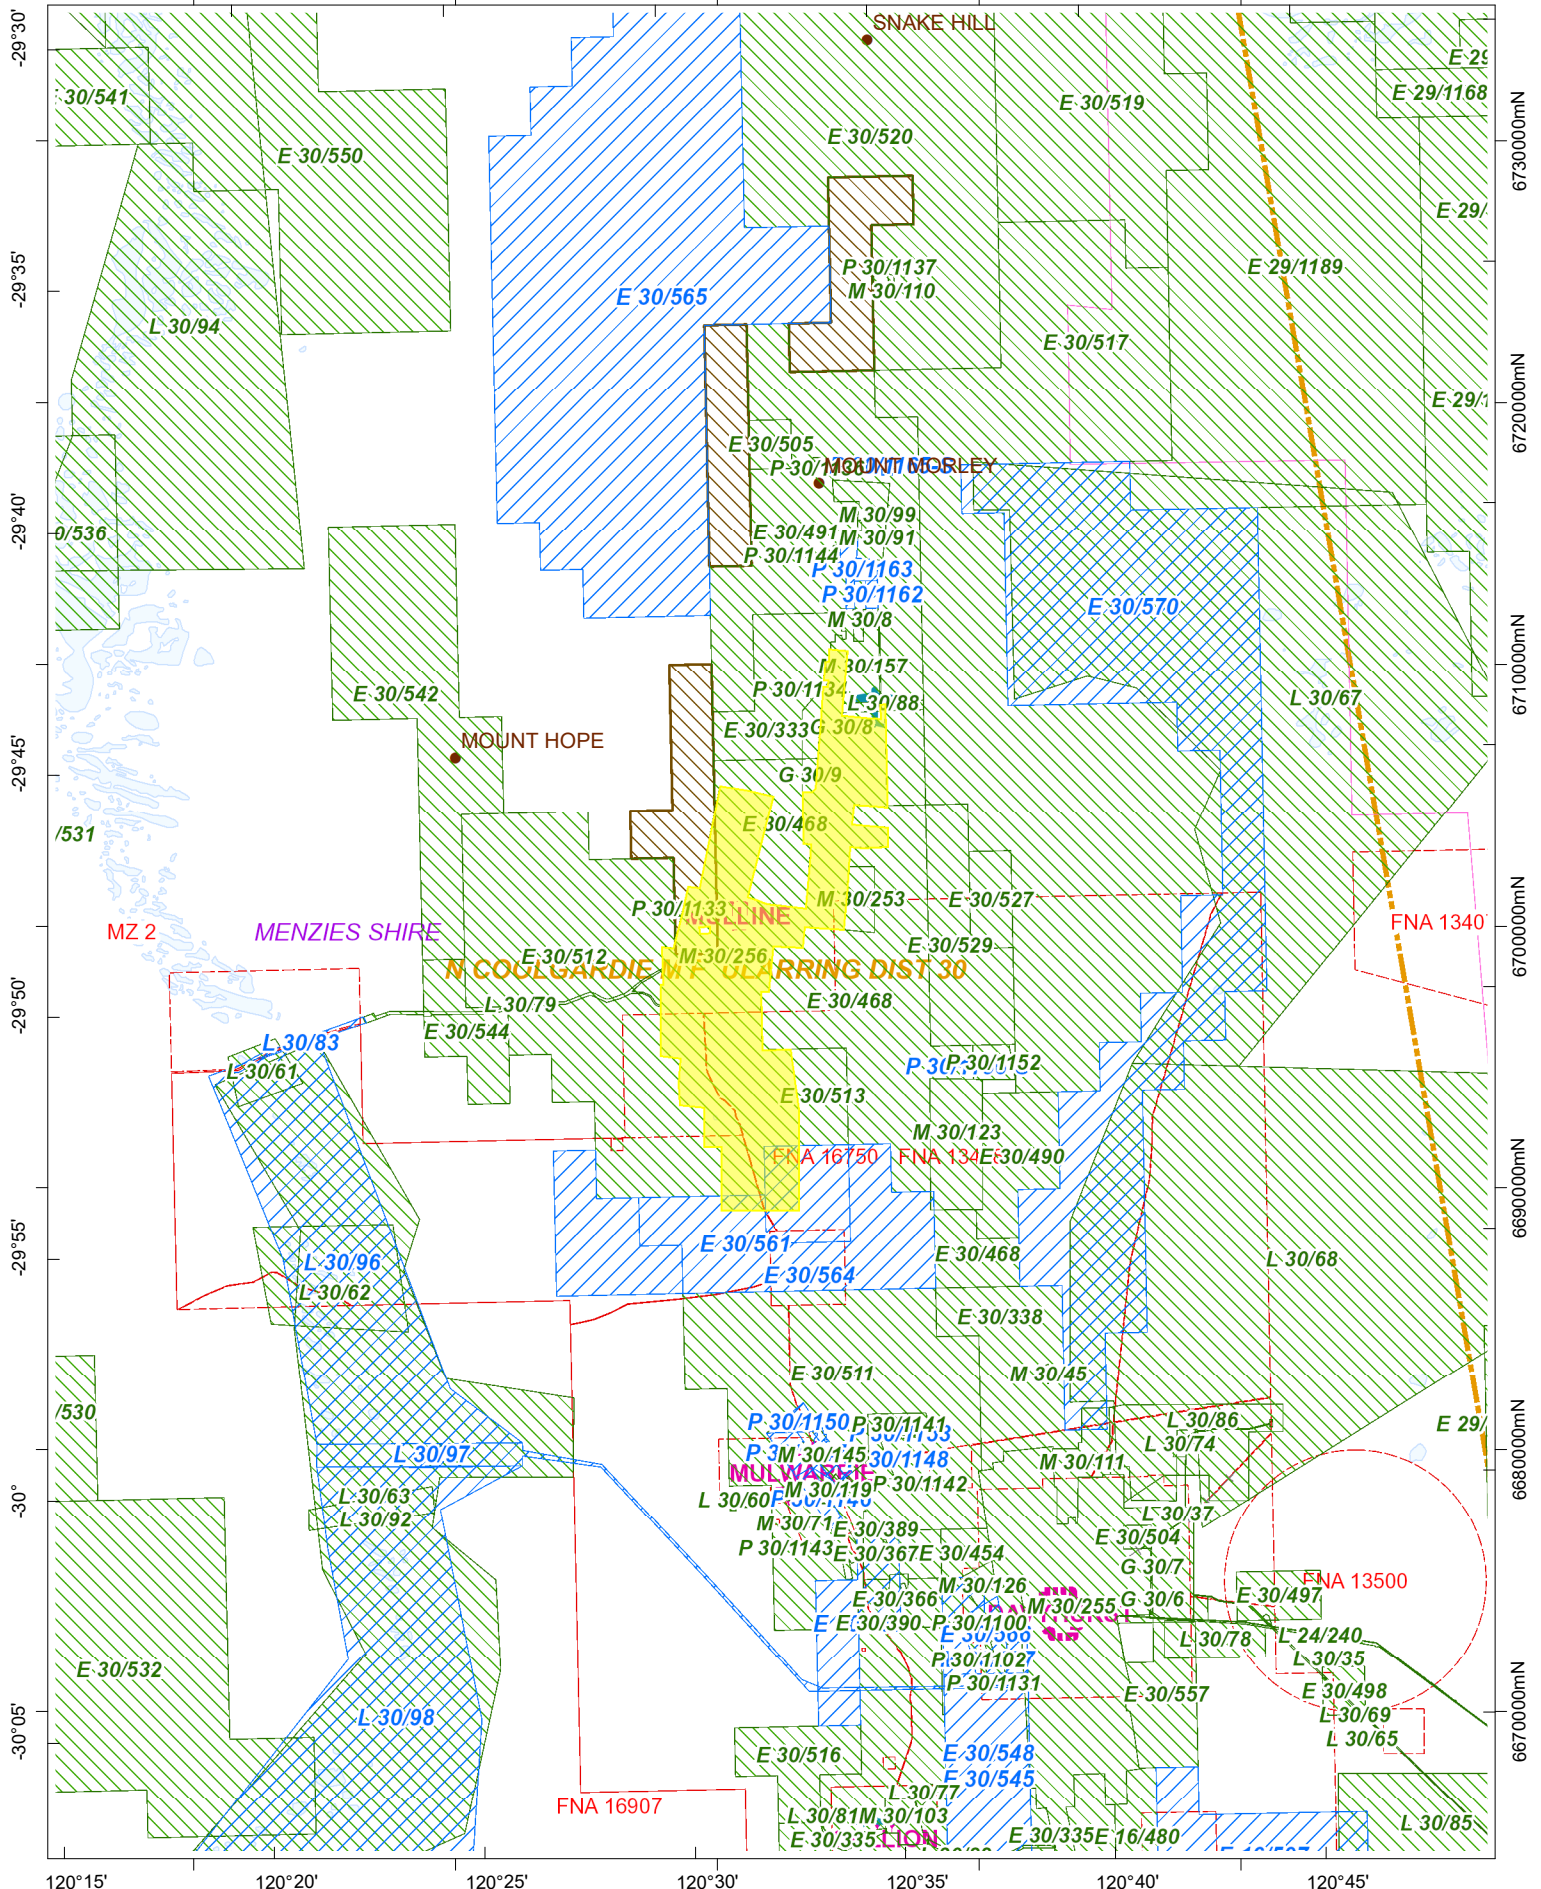 -29°30'
SNAKE HILL
30/541
E 30/519
E 29/1168
E 30/520
E 30/550
6730000mN
E 29/
P 30/1137
E 29/1189
M 30/110
E 30/565
-29°35'
L 30/94
E 30/517
6720000mN
E 30/505
MOUNT MORLEY
M 30/99
-29°40'
0/536
E 30/491
M 30/91
P 30/1144
P 30/1163
P 30/1162
E 30/570
M 30/8
M 30/157
6710000mN
E 30/542
P 30/1134
L 30/88
L 30/67
E 30/333
G 30/8
MOUNT HOPE
-29°45'
G 30/9
/531
E 30/468
P 30/1133
M 30/253
E 30/527
FNA 1340
MZ 2
MENZIES SHIRE
E 30/529
6700000mN
E 30/512
M 30/256
N COOLGARDIE M F ULARRING DIST 30
L 30/79
E 30/468
-29°50'
E 30/544
L 30/83
L 30/61
P 30/1152
E 30/513
M 30/123
FNA 16750
E 30/490
6690000mN
E 30/561
E 30/468
L 30/68
-29°55'
L 30/96
E 30/564
L 30/62
E 30/338
E 30/511
M 30/45
/530
P 30/1150
P 30/1141
L 30/86
E 29/
L 30/97
M 30/145
30/1148
L 30/74
6680000mN
MULWARRIE
M 30/111
L 30/63
P 30/1142
-30°
L 30/60
M 30/119
L 30/92
L 30/37
M 30/71
E 30/389
E 30/504
P 30/1143
E 30/367
E 30/454
G 30/7
FNA 13500
M 30/126
E 30/366
M 30/255
G 30/6
E 30/497
E 30/390
P 30/1100
E 30/566
L 30/78
L 24/240
P 30/1102
L 30/35
E 30/532
P 30/1131
E 30/557
E 30/498
L 30/98
L 30/69
L 30/65
6670000mN
-30°05'
E 30/516
E 30/548
E 30/545
L 30/77
FNA 16907
L 30/81
M 30/103
L 30/85
E 30/335
LION
E 30/335
E 16/480
120°15'
120°20'
120°25'
120°30'
120°35'
120°40'
120°45'